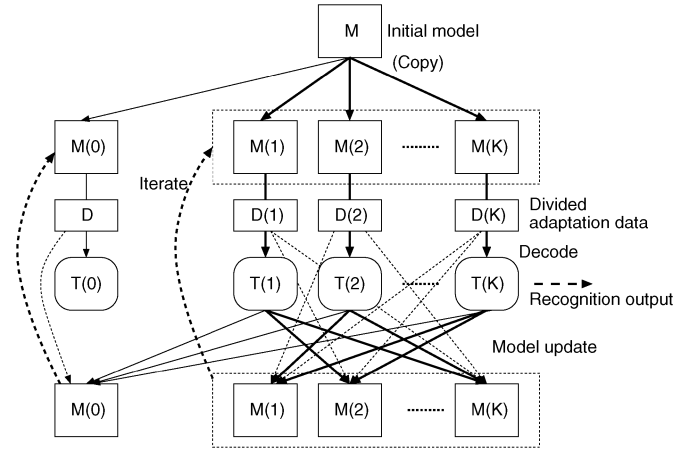 M
Initial model
(Copy)
M(0)
M(1)
M(2)
M(K)
Iterate
D
D(1)
D(2)
D(K)
Divided
adaptation data
Decode
T(0)
T(1)
T(2)
T(K)
Recognition output
Model update
M(0)
M(1)
M(2)
M(K)